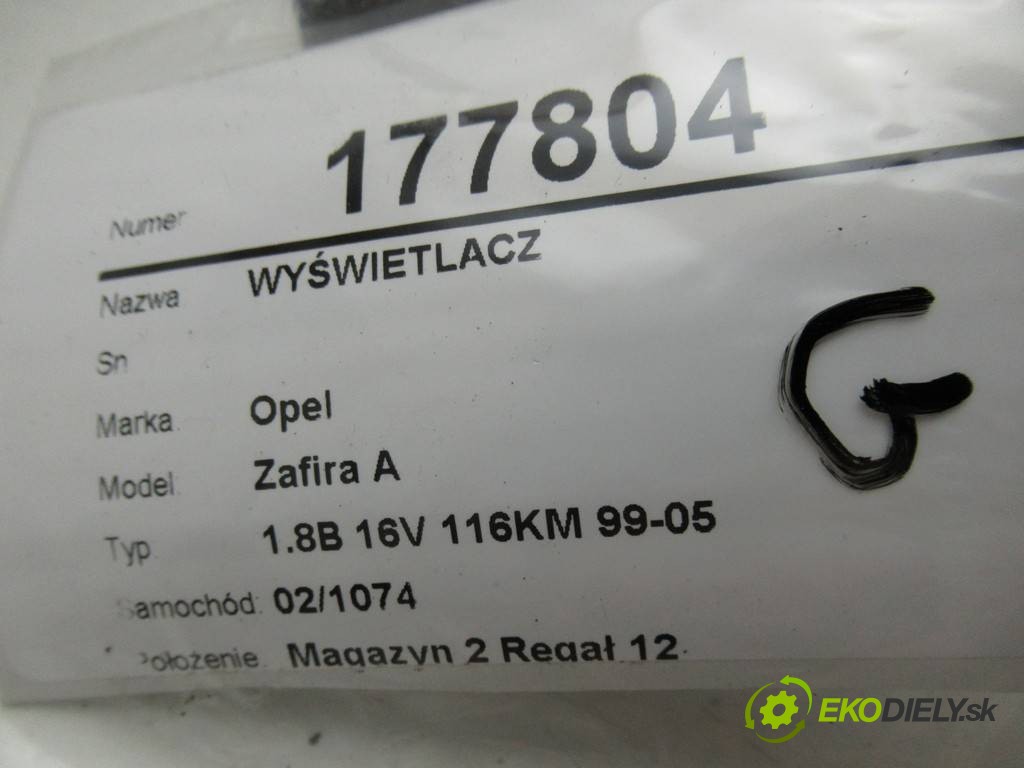 Numer 177804
Nazwa WYŚWIETLACZ
Sn
Marka Opel
Model Zafira A
Typ 1.8B 16V 116KM 99-05
Samochód: 02/1074
Położenie Magazyn 2 Regał 12
G
EKODIELY.sk